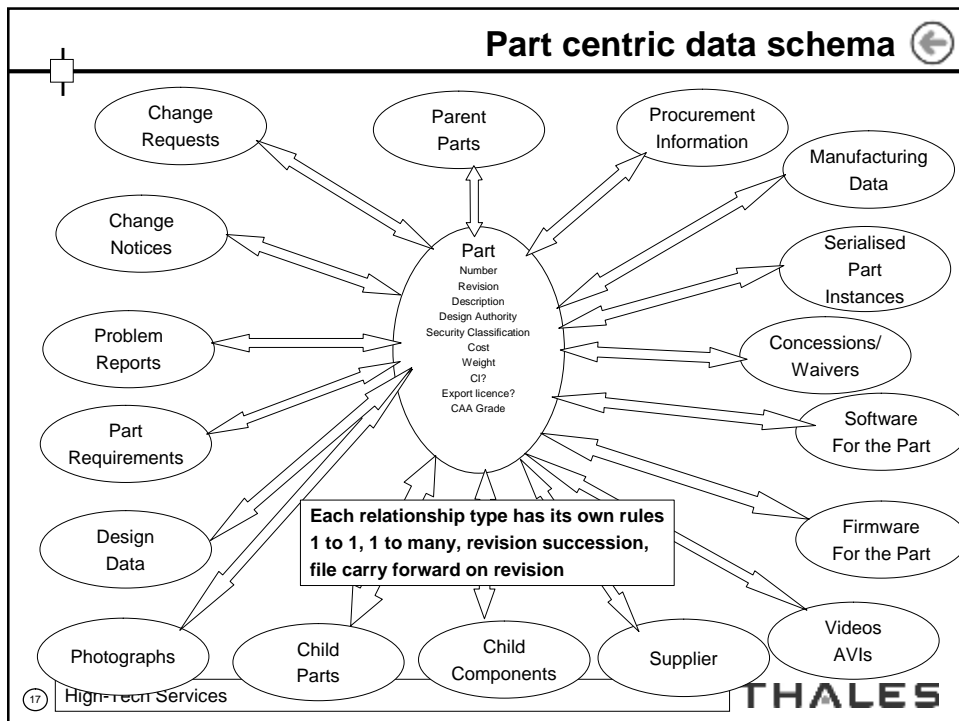 Part centric data schema
Change
Requests
Parent
Parts
Procurement
Information
Manufacturing
Data
Change
Notices
Serialised
Part
Instances
Part
Number
Revision
Description
Design Authority
Security Classification
Cost
Weight
CI?
Export licence?
CAA Grade
Problem
Reports
Concessions/
Waivers
Part
Requirements
Software
For the Part
Design
Data
Firmware
For the Part
Each relationship type has its own rules
1 to 1, 1 to many, revision succession,
file carry forward on revision
Photographs
Child
Parts
Child
Components
Supplier
Videos
AVIs
17
High-Tech Services
THALES